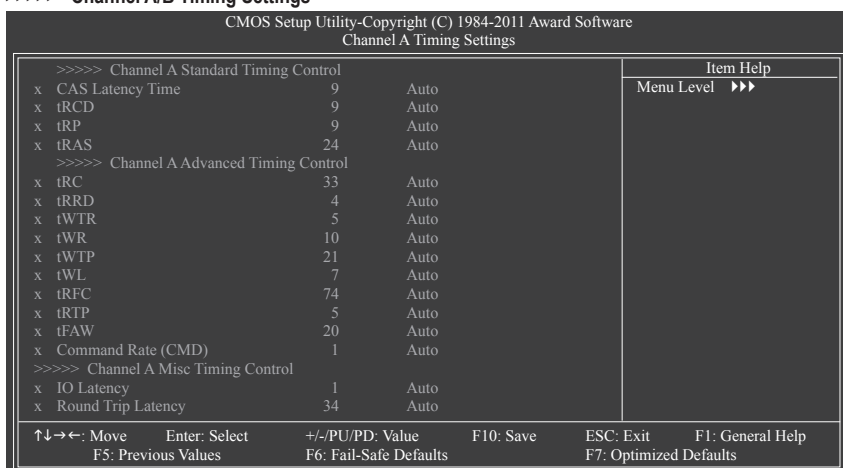 >>>>> Channel A/B Timing Settings
CMOS Setup Utility-Copyright (C) 1984-2011 Award Software
Channel A Timing Settings
>>>>> Channel A Standard Timing Control
x CAS Latency Time 9 Auto
x tRCD 9 Auto
x tRP 9 Auto
x tRAS 24 Auto
>>>>> Channel A Advanced Timing Control
x tRC 33 Auto
x tRRD 4 Auto
x tWTR 5 Auto
x tWR 10 Auto
x tWTP 21 Auto
x tWL 7 Auto
x tRFC 74 Auto
x tRTP 5 Auto
x tFAW 20 Auto
x Command Rate (CMD) 1 Auto
>>>>> Channel A Misc Timing Control
x IO Latency 1 Auto
x Round Trip Latency 34 Auto
Item Help
Menu Level ▶▶▶
↑↓→←: Move Enter: Select +/-/PU/PD: Value F10: Save ESC: Exit F1: General Help
F5: Previous Values F6: Fail-Safe Defaults F7: Optimized Defaults